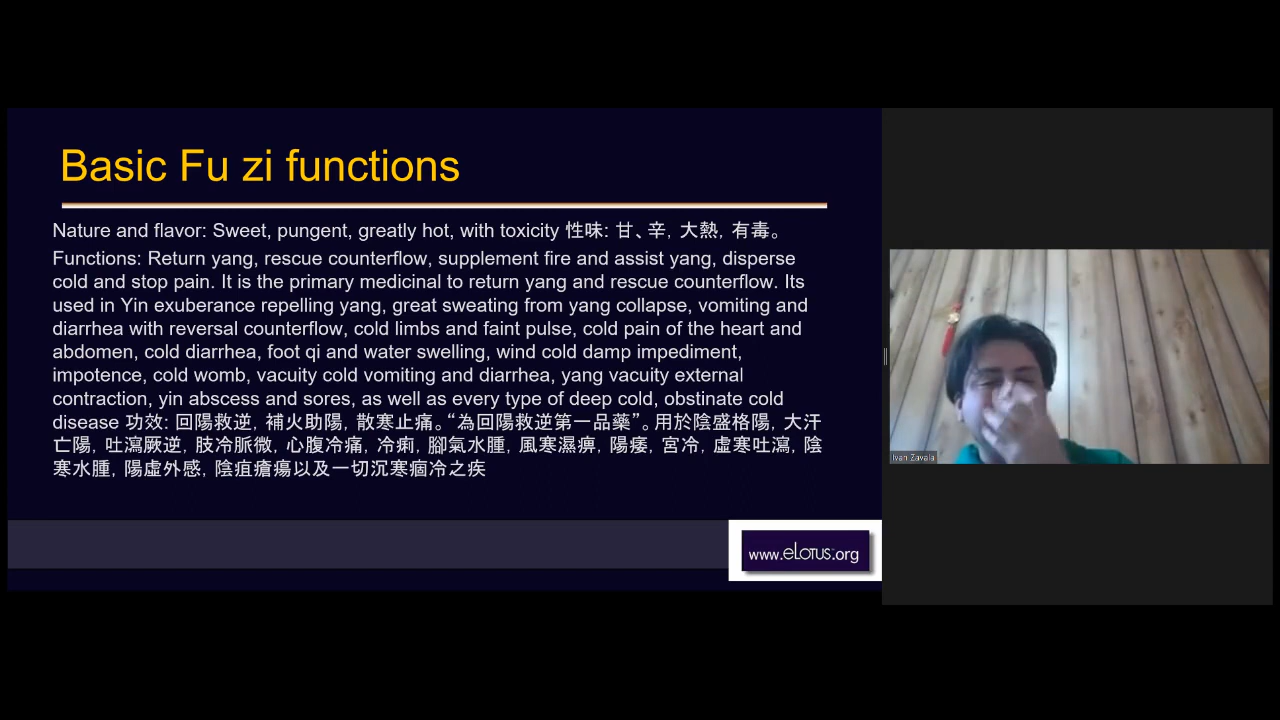 Basic Fu zi functions
Nature and flavor: Sweet, pungent, greatly hot, with toxicity 性味: 甘、辛, 大熱, 有毒。
Functions: Return yang, rescue counterflow, supplement fire and assist yang, disperse
cold and stop pain. It is the primary medicinal to return yang and rescue counterflow. Its
used in Yin exuberance repelling yang, great sweating from yang collapse, vomiting and
diarrhea with reversal counterflow, cold limbs and faint pulse, cold pain of the heart and
abdomen, cold diarrhea, foot qi and water swelling, wind cold damp impediment,
impotence, cold womb, vacuity cold vomiting and diarrhea, yang vacuity external
contraction, yin abscess and sores, as well as every type of deep cold, obstinate cold
disease 功效: 回陽救逆, 補火助陽, 散寒止痛。“為回陽救逆第一品藥”。用於陰盛格陽, 大汗
亡陽, 吐瀉厥逆, 肢冷脈微, 心腹冷痛, 冷痢, 腳氣水腫, 風寒濕痹, 陽痿, 宮冷, 虛寒吐瀉, 陰
寒水腫, 陽虛外感, 陰疽瘡瘍以及一切沉寒痼冷之疾
www.eLotus.org
Ivan Zavala